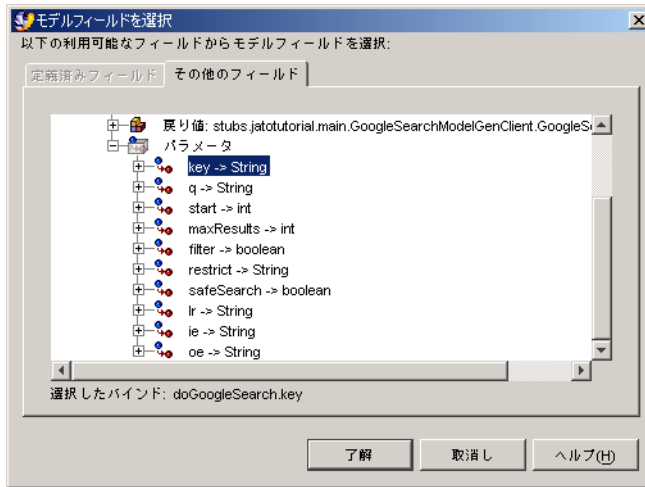 モデルフィールドを選択
以下の利用可能なフィールドからモデルフィールドを選択:
定義済みフィールド その他のフィールド
戻り値: stubs.jatotutorial.main.GoogleSearchModelGenClient.GoogleS
パラメータ
key -> String
q -> String
start -> int
maxResults -> int
filter -> boolean
restrict -> String
safeSearch -> boolean
lr -> String
ie -> String
oe -> String
選択したバインド: doGoogleSearch.key
了解 取消し ヘルプ(H)